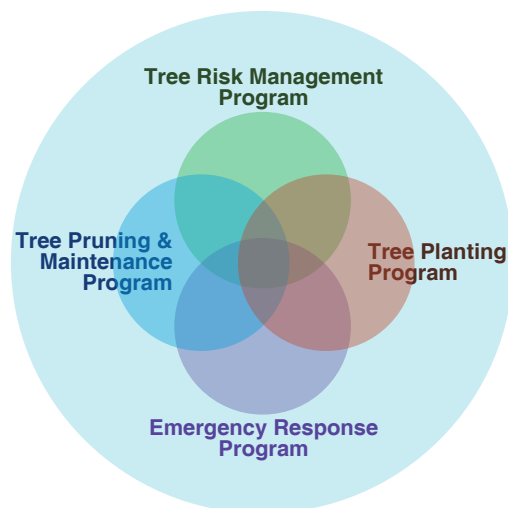 Tree Risk Management
Program
Tree Pruning &
Maintenance
Program
Tree Planting
Program
Emergency Response
Program